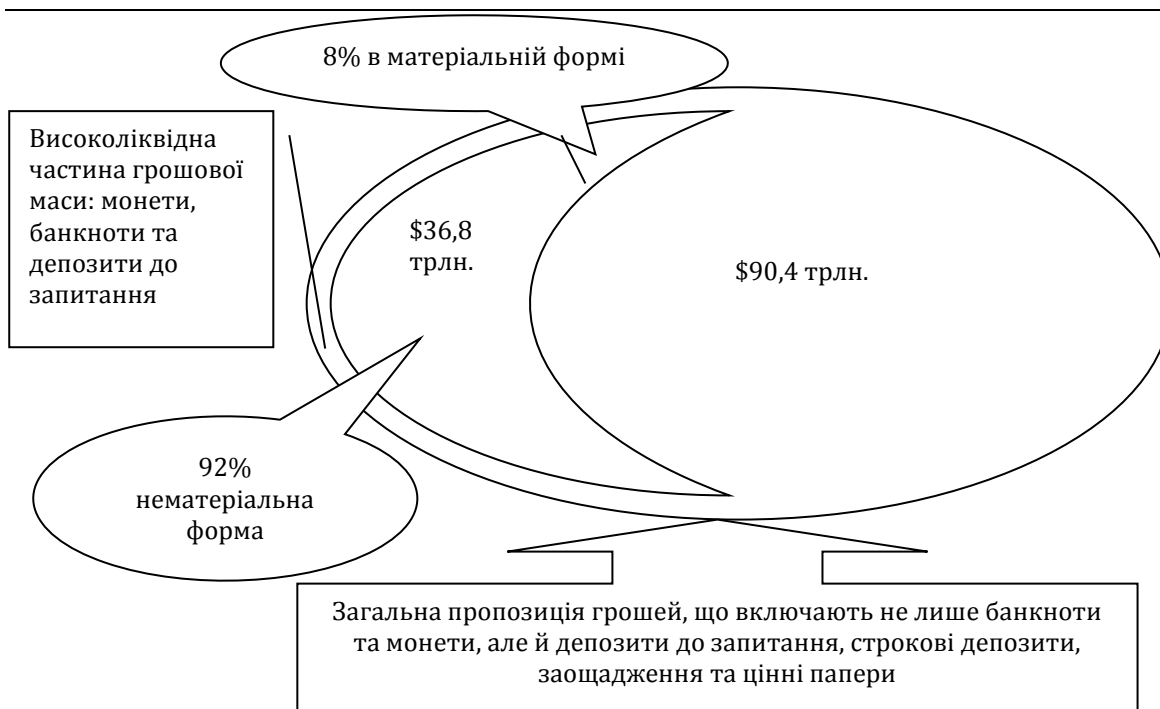 8% в матеріальній формі
Високоліквідна
частина грошової
маси: монети,
банкноти та
депозити до
запитання
$36,8
трлн.
$90,4 трлн.
92%
нематеріальна
форма
Загальна пропозиція грошей, що включають не лише банкноти
та монети, але й депозити до запитання, строкові депозити,
заощадження та цінні папери